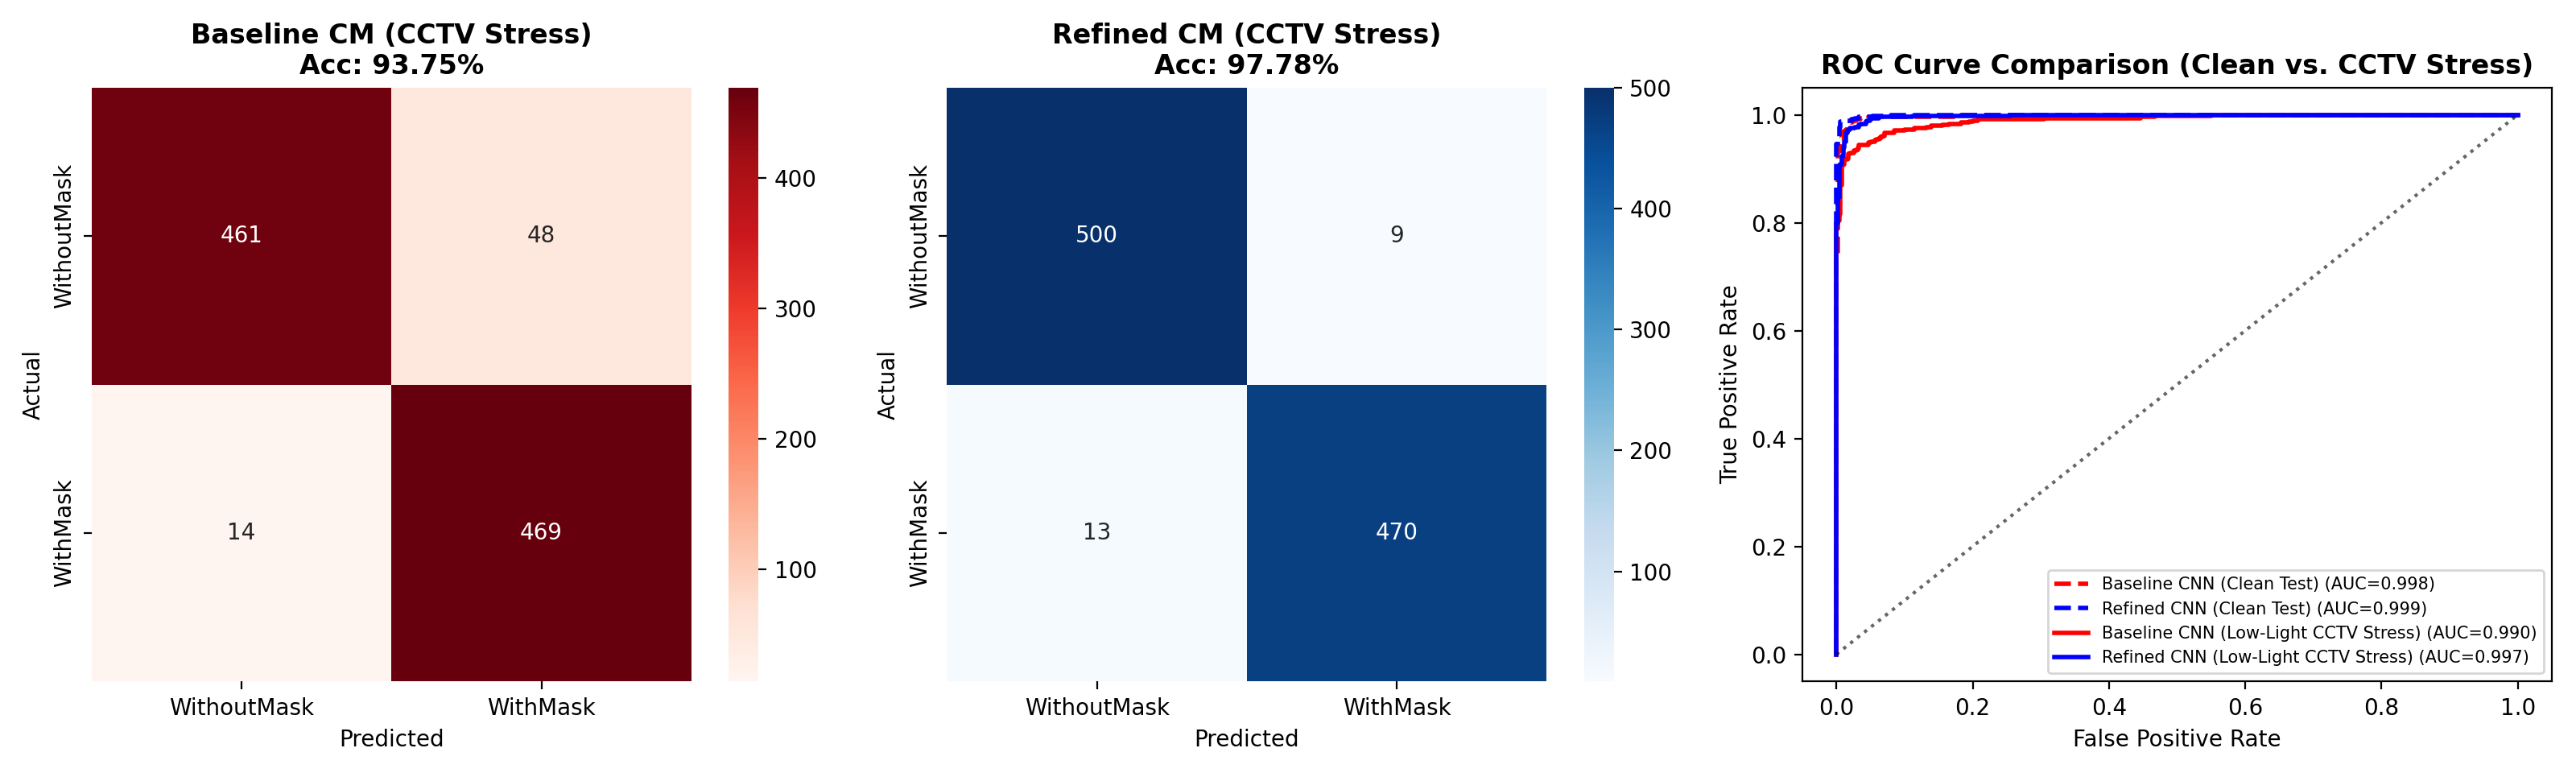 Baseline CM (CCTV Stress)
Acc: 93.75%
Actual
WithoutMask
WithMask
461
48
14
469
WithoutMask
WithMask
Predicted
400
300
200
100
Refined CM (CCTV Stress)
Acc: 97.78%
Actual
WithoutMask
WithMask
500
9
13
470
WithoutMask
WithMask
Predicted
500
400
300
200
100
ROC Curve Comparison (Clean vs. CCTV Stress)
True Positive Rate
1.0
0.8
0.6
0.4
0.2
0.0
Baseline CNN (Clean Test) (AUC=0.998)
Refined CNN (Clean Test) (AUC=0.999)
Baseline CNN (Low-Light CCTV Stress) (AUC=0.990)
Refined CNN (Low-Light CCTV Stress) (AUC=0.997)
0.0
0.2
0.4
0.6
0.8
1.0
False Positive Rate